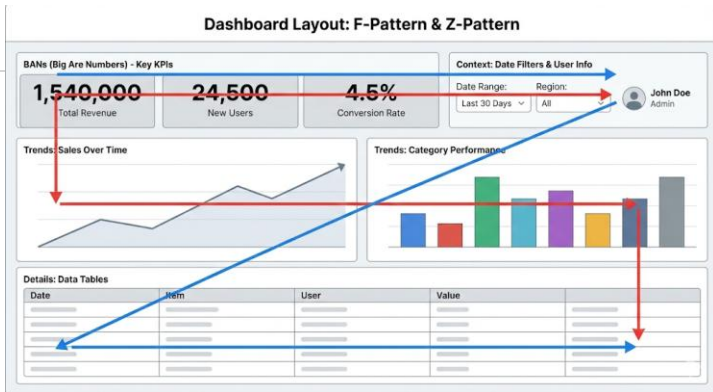 Dashboard Layout: F-Pattern & Z-Pattern
BANs (Big Are Numbers) - Key KPIs
1,540,000
Total Revenue
24,500
New Users
4.5%
Conversion Rate
Context: Date Filters & User Info
Date Range:
Last 30 Days
Region:
All
John Doe
Admin
Trends: Sales Over Time
Trends: Category Performance
Details: Data Tables
Date Item User Value